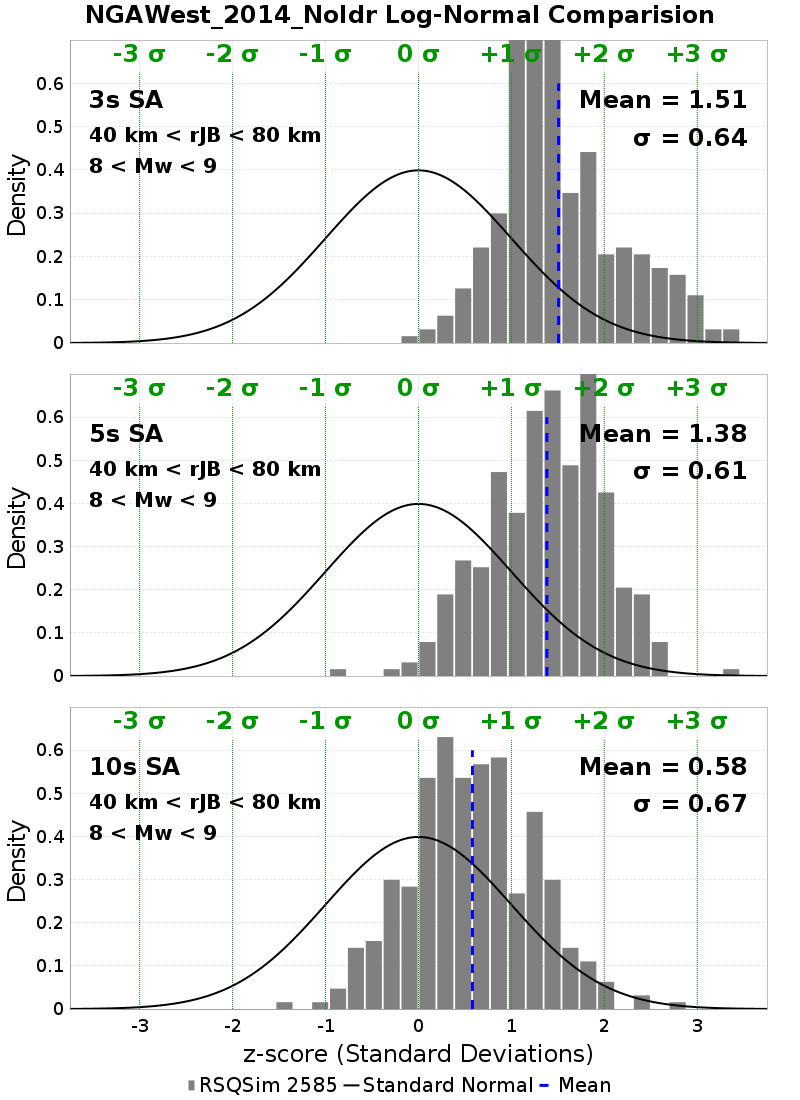 NGAWest_2014_NoIdr Log-Normal Comparision
-3 σ -2 σ -1 σ 0 σ +1 σ +2 σ +3 σ
3s SA
40 km < rJB < 80 km
8 < Mw < 9
Mean = 1.51
σ = 0.64
Density
0.6
0.5
0.4
0.3
0.2
0.1
0
-3 σ -2 σ -1 σ 0 σ +1 σ +2 σ +3 σ
5s SA
40 km < rJB < 80 km
8 < Mw < 9
Mean = 1.38
σ = 0.61
Density
0.6
0.5
0.4
0.3
0.2
0.1
0
-3 σ -2 σ -1 σ 0 σ +1 σ +2 σ +3 σ
10s SA
40 km < rJB < 80 km
8 < Mw < 9
Mean = 0.58
σ = 0.67
Density
0.6
0.5
0.4
0.3
0.2
0.1
0
-3 -2 -1 0 1 2 3
z-score (Standard Deviations)
RSQSim 2585 Standard Normal Mean